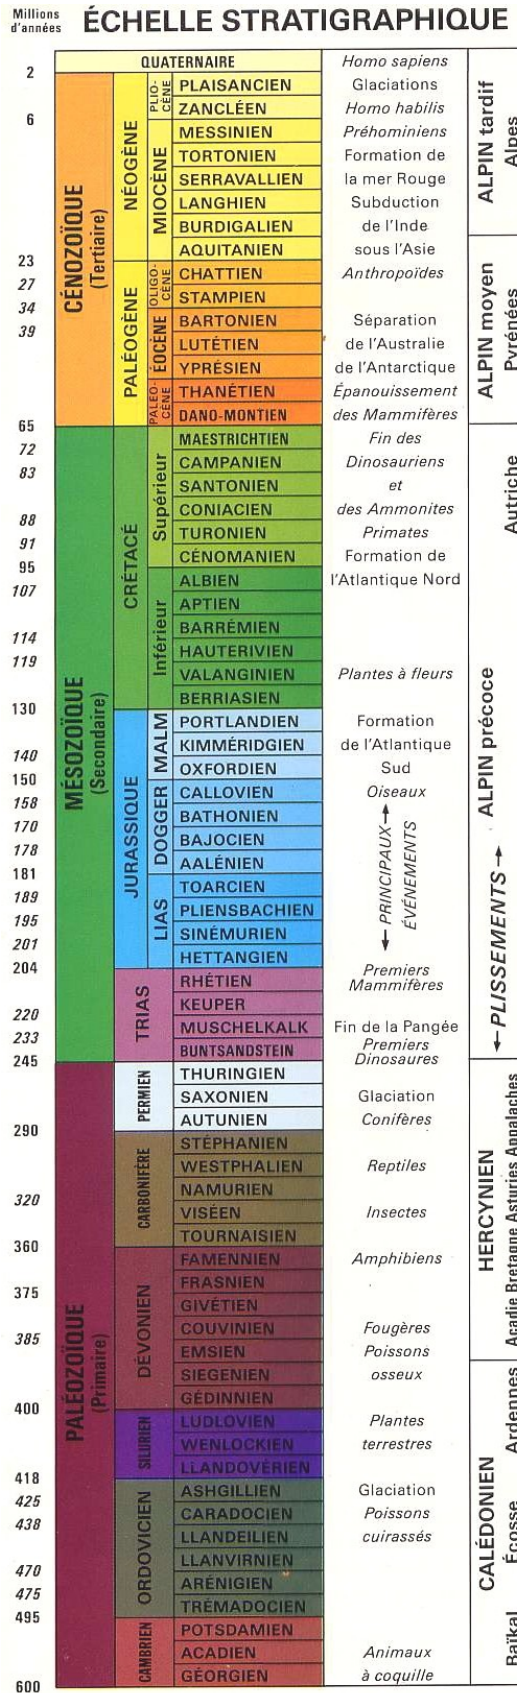 Millions
d'années
ÉCHELLE STRATIGRAPHIQUE
QUATERNAIRE Homo sapiens
2
CÉNOZOÏQUE
(Tertiaire)
NÉOGÈNE
PLIO-
CÈNE
PLAISANCIEN Glaciations
ZANCLÉEN Homo habilis
6
MIOCÈNE
MESSINIEN Préhominiens
TORTONIEN Formation de
SERRAVALLIEN la mer Rouge
LANGHIEN Subduction
BURDIGALIEN de l'Inde
AQUITANIEN sous l'Asie
23
PALÉOGÈNE
OLIGO-
CÈNE
CHATTIEN Anthropoïdes
27
STAMPIEN
34
ÉOCÈNE
BARTONIEN Séparation
39
LUTÉTIEN de l'Australie
YPRÉSIEN de l'Antarctique
PALEO-
CÈNE
THANÉTIEN Épanouissement
DANO-MONTIEN des Mammifères
65
MÉSOZOÏQUE
(Secondaire)
CRÉTACÉ
Supérieur
MAESTRICHTIEN Fin des
72
CAMPANIEN Dinosauriens
83
SANTONIEN et
CONIACIEN des Ammonites
88
TURONIEN Primates
91
CÉNOMANIEN Formation de
95
Inférieur
ALBIEN l'Atlantique Nord
107
APTIEN
BARRÉMIEN
114
HAUTERIVIEN
119
VALANGINIEN Plantes à fleurs
BERRIASIEN
130
JURASSIQUE
MALM
PORTLANDIEN Formation
KIMMÉRIDGIEN de l'Atlantique
140
OXFORDIEN Sud
150
DOGGER
CALLOVIEN Oiseaux
158
BATHONIEN
170
BAJOCIEN
178
AALÉNIEN
181
LIAS
TOARCIEN
189
PLIENSBACHIEN
195
SINÉMURIEN
201
HETTANGIEN
← PRINCIPAUX →
ÉVÉNEMENTS
204
TRIAS
RHÉTIEN Premiers
Mammifères
KEUPER
220
MUSCHELKALK Fin de la Pangée
233
BUNTSANDSTEIN Premiers
Dinosaures
245
PALÉOZOÏQUE
(Primaire)
PERMIEN
THURINGIEN
SAXONIEN Glaciation
AUTUNIEN Conifères
290
CARBONIFÈRE
STÉPHANIEN
WESTPHALIEN Reptiles
NAMURIEN
320
VISÉEN Insectes
TOURNAISIEN
360
DÉVONIEN
FAMENNIEN Amphibiens
FRASNIEN
375
GIVÉTIEN
COUVINIEN Fougères
385
EMSIEN Poissons
SIEGENIEN osseux
GÉDINNIEN
400
SILURIEN
LUDLOVIEN Plantes
WENLOCKIEN terrestres
LLANDOVÉRIEN
418
ORDOVICIEN
ASHGILLIEN Glaciation
425
CARADOCIEN Poissons
438
LLANDEILIEN cuirassés
LLANVIRNIEN
470
ARÉNIGIEN
475
TRÉMADOCIEN
495
CAMBRIEN
POTSDAMIEN
ACADIEN Animaux
GÉORGIEN à coquille
600
ALPIN tardif
Alpes
ALPIN moyen
Pyrénées
ALPIN précoce
Autriche
← PLISSEMENTS →
HERCYNIEN
Acadie Bretagne Asturies Appalaches
CALÉDONIEN
Baïkal Écosse Ardennes